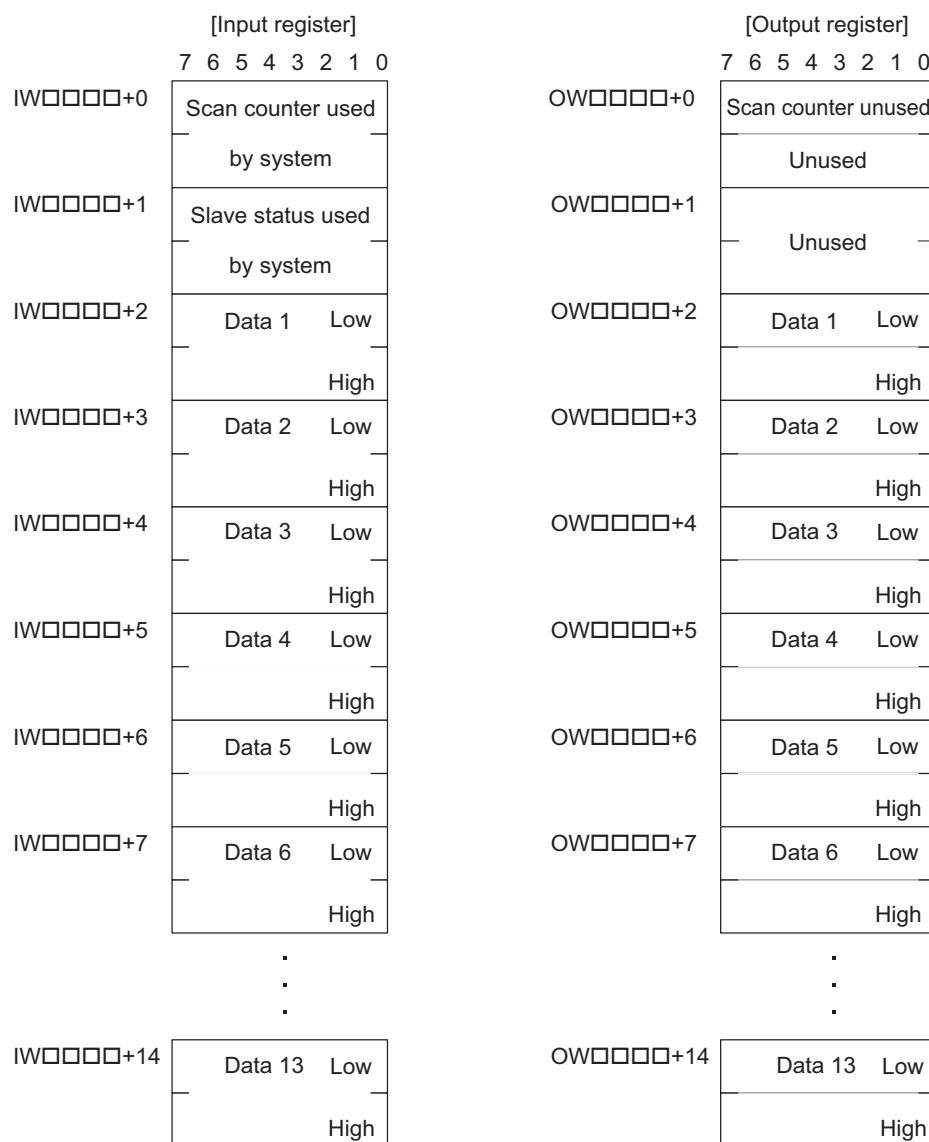 [Input register]
7 6 5 4 3 2 1 0
IW□□□□+0
Scan counter used
by system
IW□□□□+1
Slave status used
by system
IW□□□□+2
Data 1 Low
High
IW□□□□+3
Data 2 Low
High
IW□□□□+4
Data 3 Low
High
IW□□□□+5
Data 4 Low
High
IW□□□□+6
Data 5 Low
High
IW□□□□+7
Data 6 Low
High
IW□□□□+14
Data 13 Low
High
[Output register]
7 6 5 4 3 2 1 0
OW□□□□+0
Scan counter unused
Unused
OW□□□□+1
Unused
OW□□□□+2
Data 1 Low
High
OW□□□□+3
Data 2 Low
High
OW□□□□+4
Data 3 Low
High
OW□□□□+5
Data 4 Low
High
OW□□□□+6
Data 5 Low
High
OW□□□□+7
Data 6 Low
High
OW□□□□+14
Data 13 Low
High